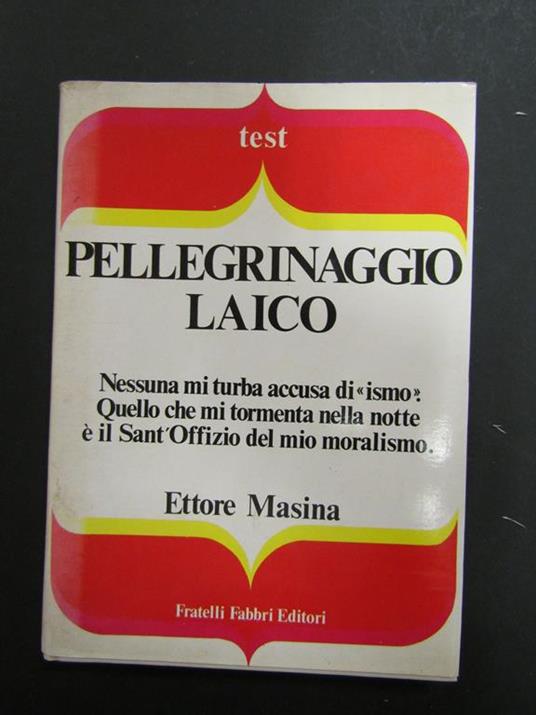 test
PELLEGRINAGGIO
LAICO
Nessuna mi turba accusa di «ismo».
Quello che mi tormenta nella notte
è il Sant'Offizio del mio moralismo.
Ettore Masina
Fratelli Fabbri Editori